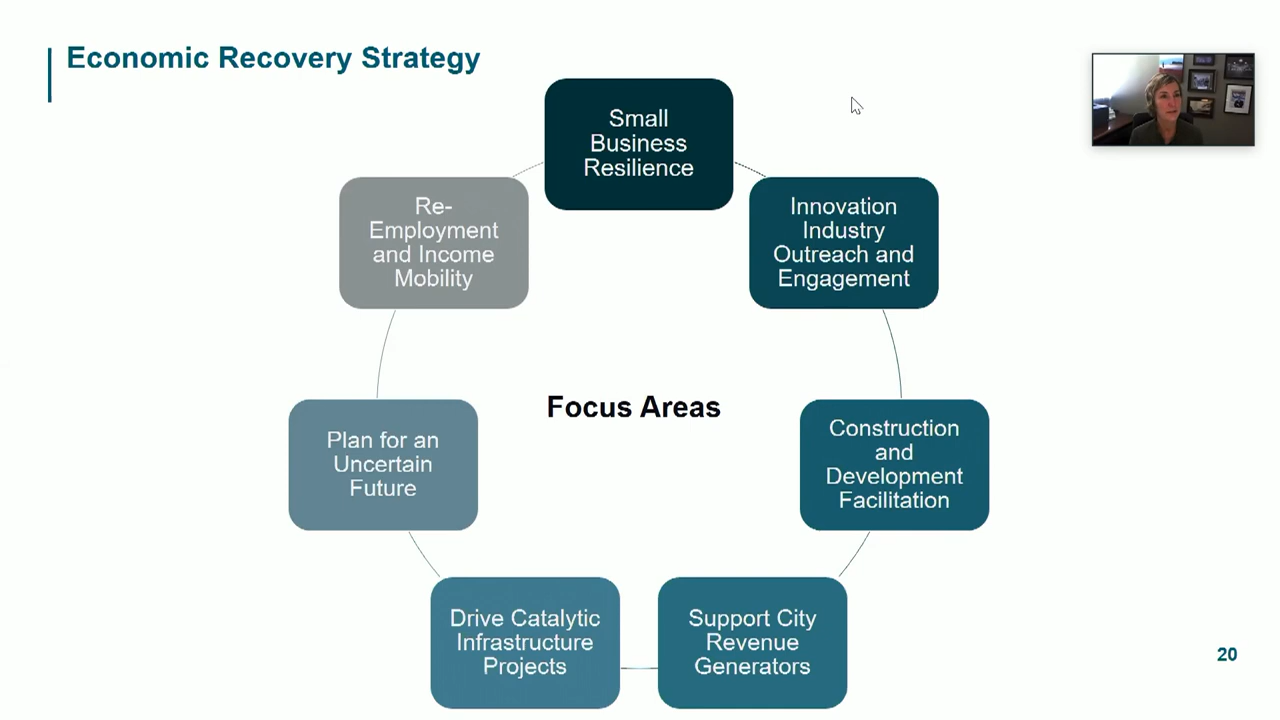 Economic Recovery Strategy
Small
Business
Resilience
Innovation
Industry
Outreach and
Engagement
Construction
and
Development
Facilitation
Support City
Revenue
Generators
Drive Catalytic
Infrastructure
Projects
Plan for an
Uncertain
Future
Re-
Employment
and Income
Mobility
Focus Areas
20